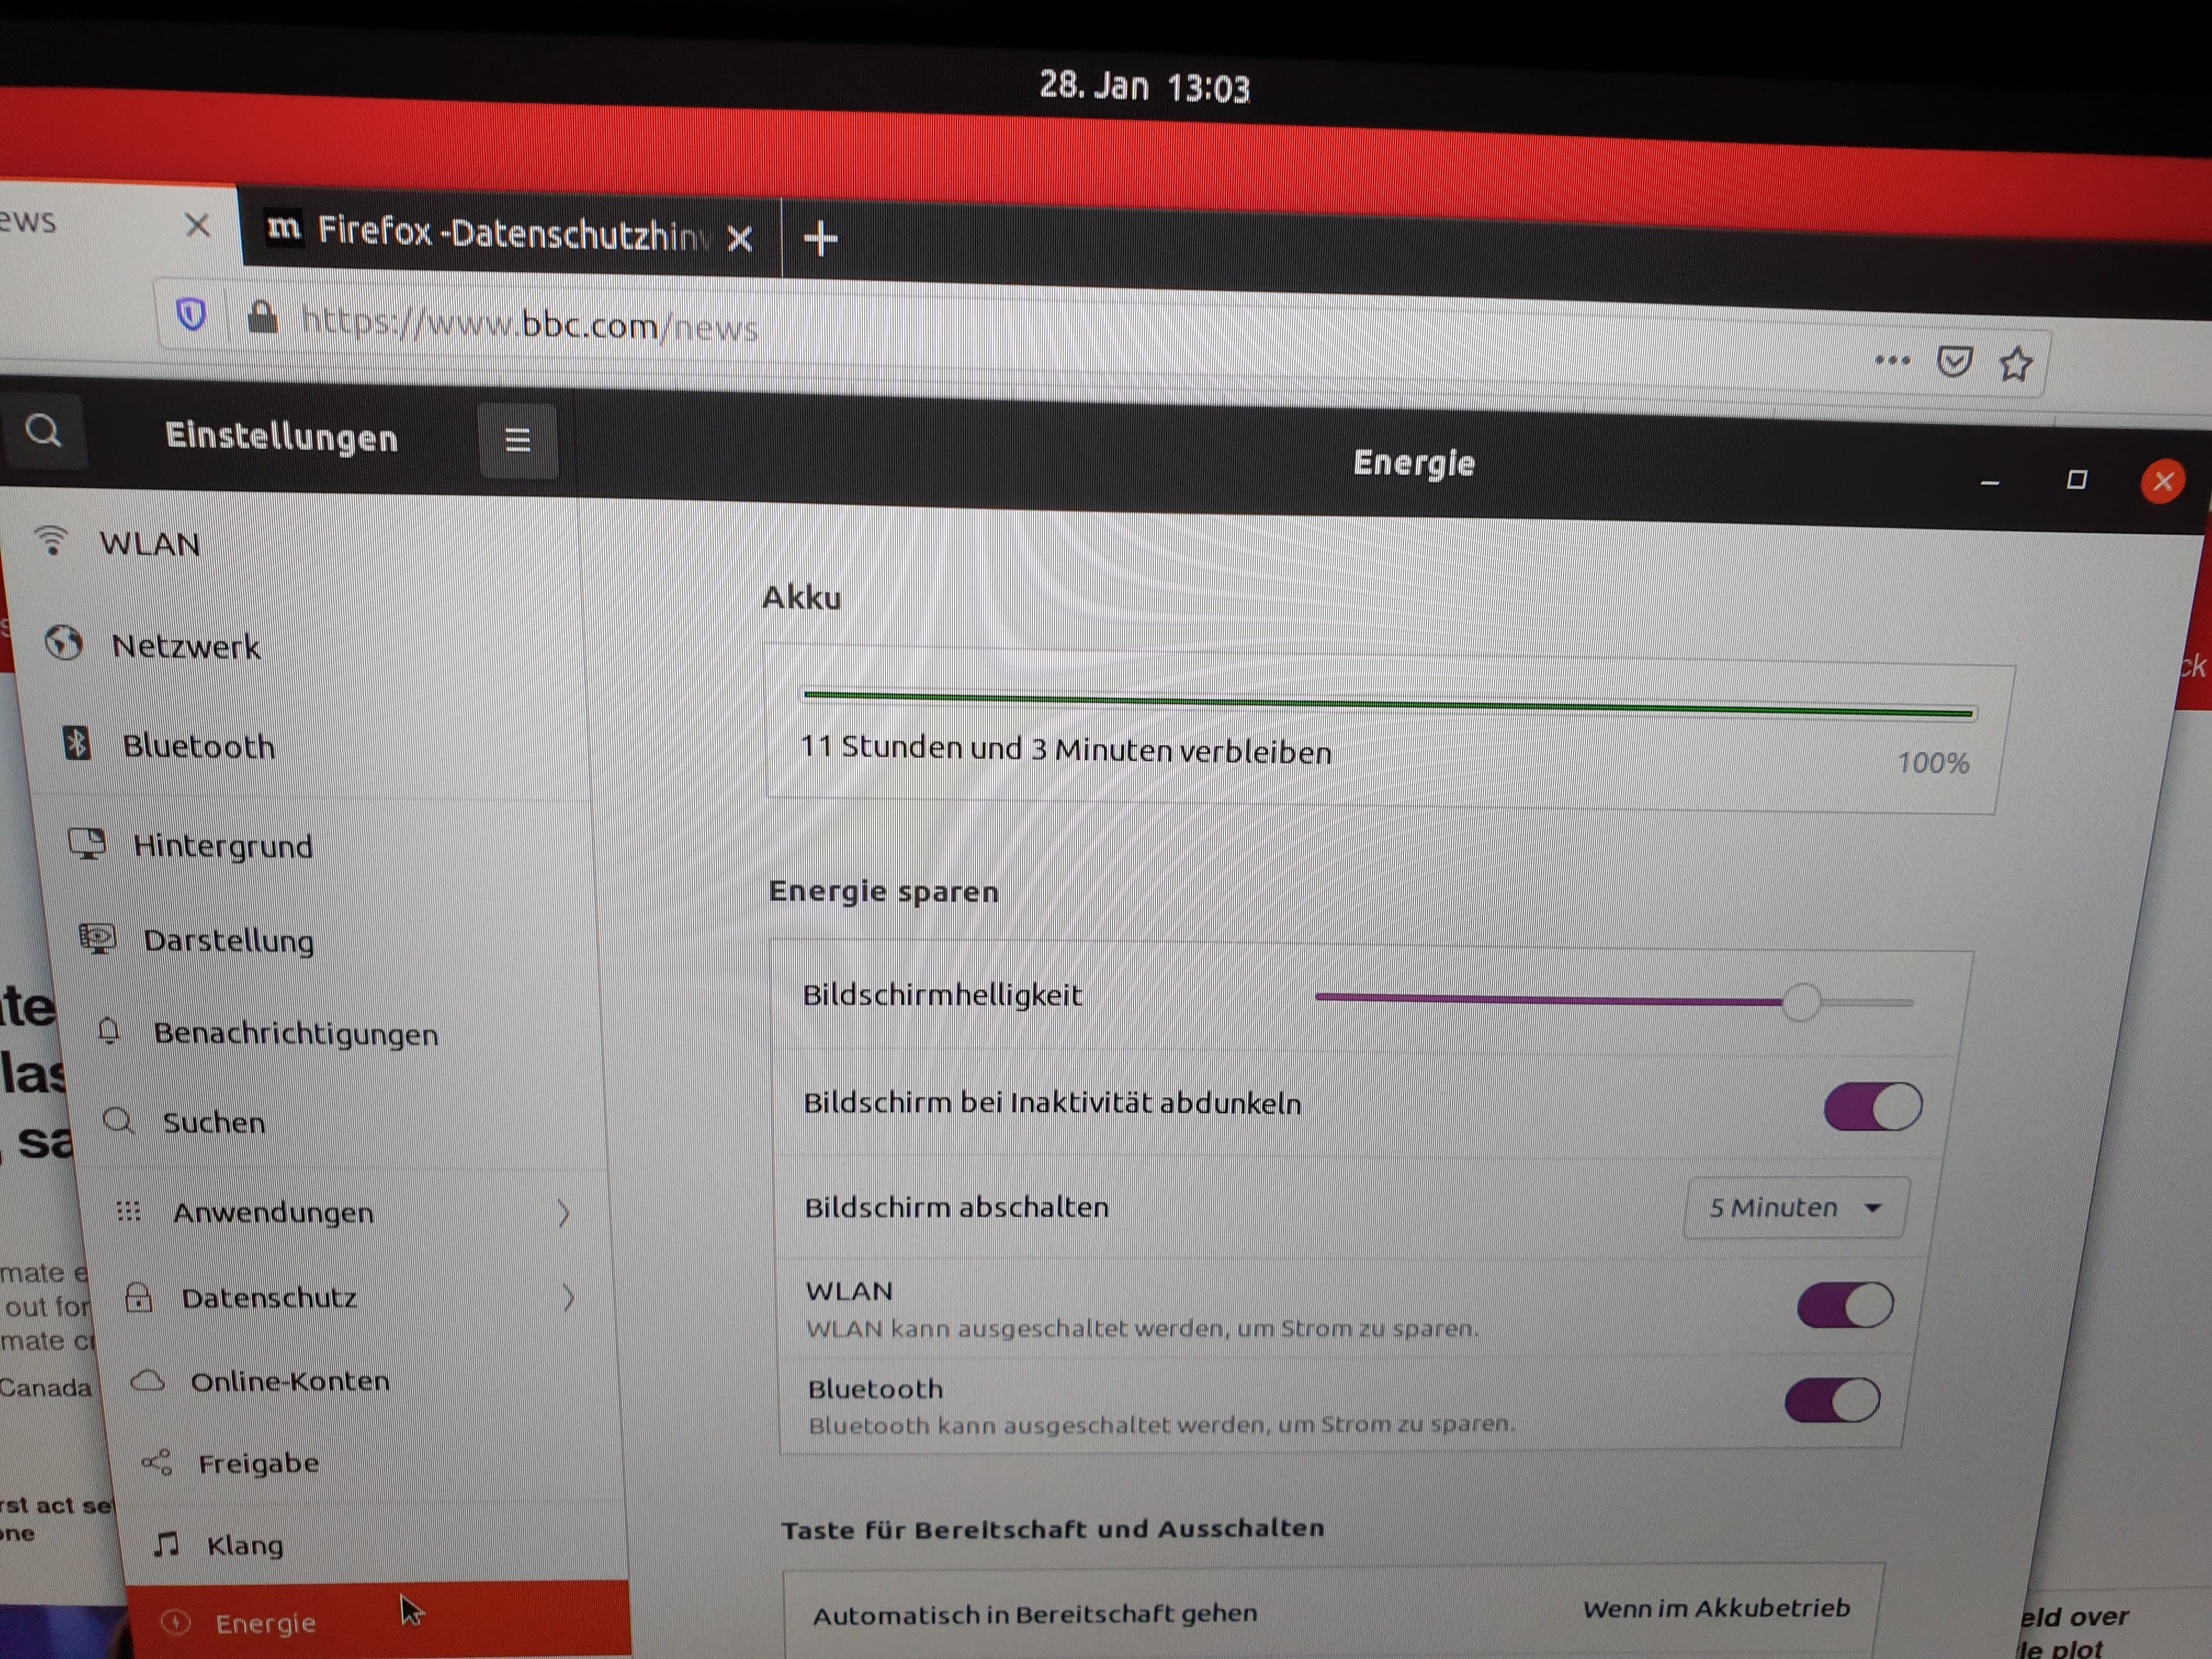 28. Jan 13:03
ews
m Firefox -Datenschutzhin
https://www.bbc.com/news
Einstellungen
Energie
WLAN
Netzwerk
Bluetooth
Hintergrund
Darstellung
Benachrichtigungen
Suchen
Anwendungen
Datenschutz
Online-Konten
Freigabe
Klang
Energie
Akku
11 Stunden und 3 Minuten verbleiben
100%
Energie sparen
Bildschirmhelligkeit
Bildschirm bei Inaktivität abdunkeln
Bildschirm abschalten
5 Minuten
WLAN
WLAN kann ausgeschaltet werden, um Strom zu sparen.
Bluetooth
Bluetooth kann ausgeschaltet werden, um Strom zu sparen.
Taste für Bereitschaft und Ausschalten
Automatisch in Bereitschaft gehen
Wenn im Akkubetrieb
ck
te
las
, sa
mate e
out for
mate cr
Canada
rst act se
one
eld over
le plot